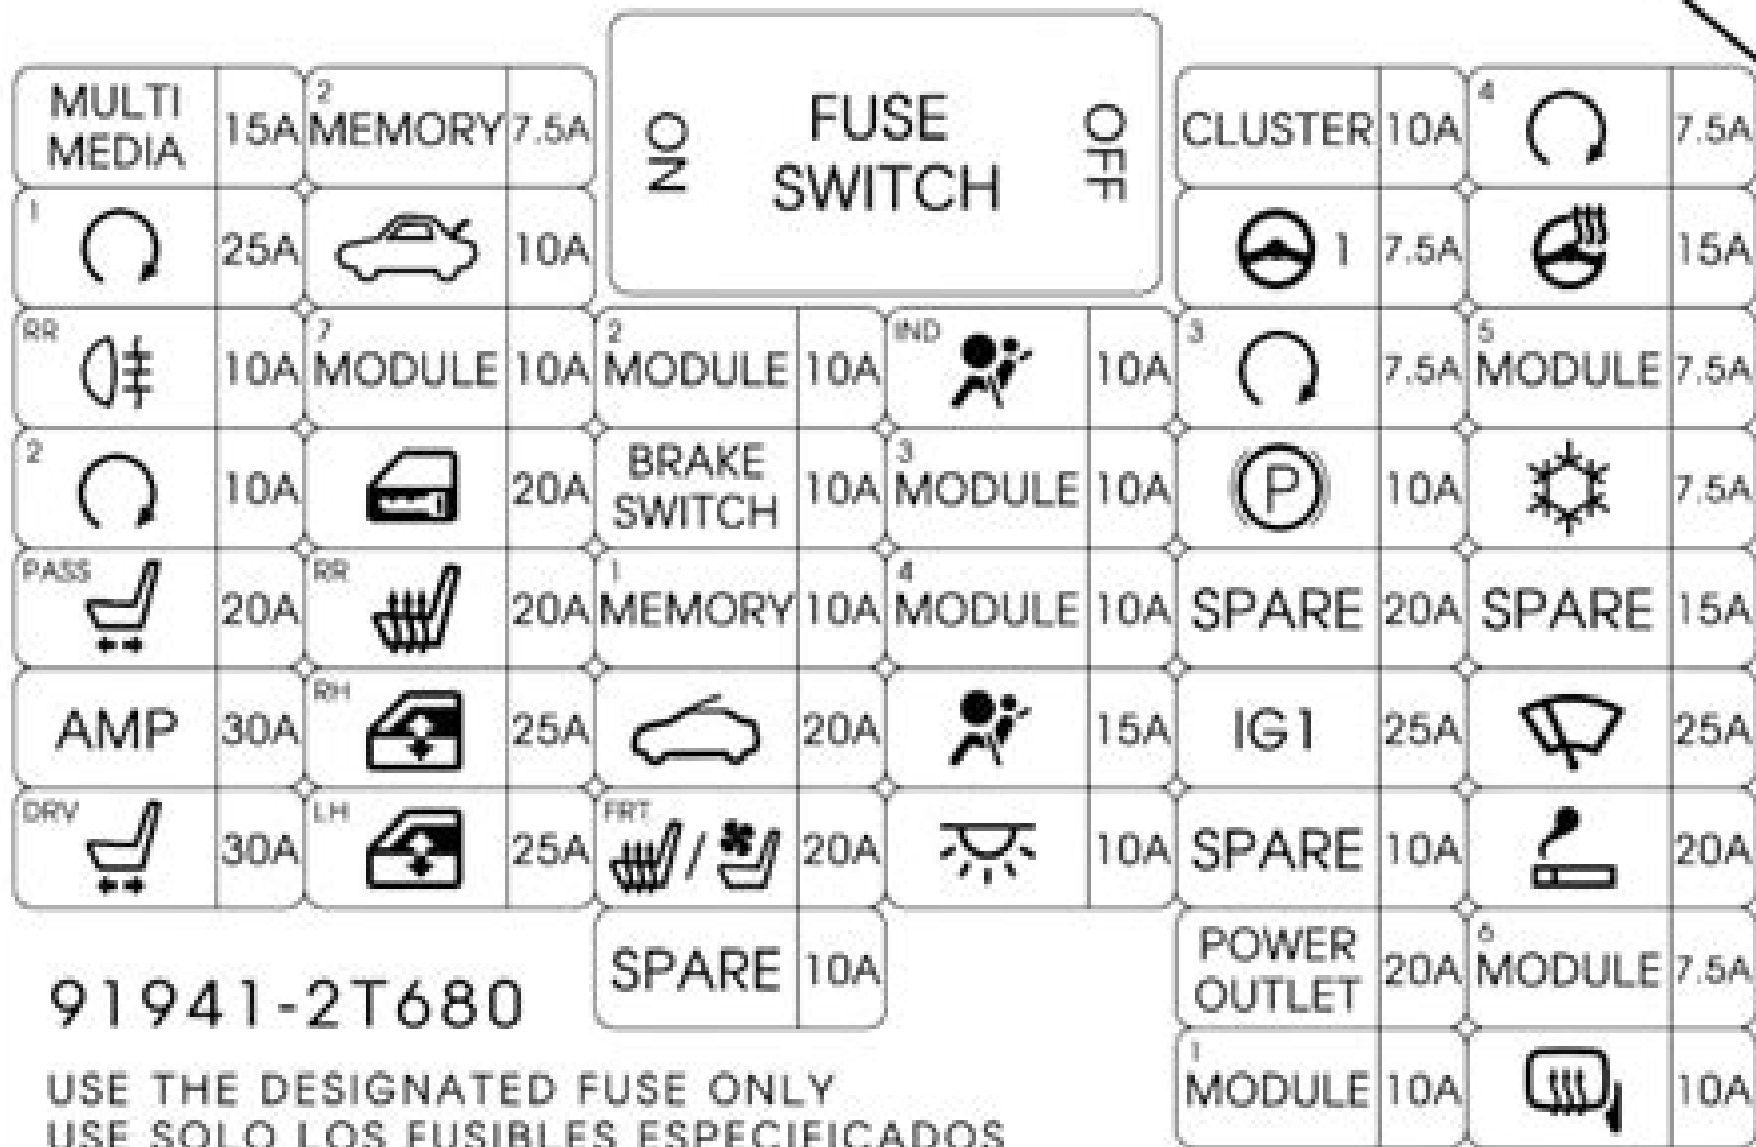 MULTI MEDIA 15A 2 MEMORY 7.5A ON FUSE SWITCH OFF CLUSTER 10A 4 7.5A
1 25A 10A 1 7.5A 15A
RR 10A 7 MODULE 10A 2 MODULE 10A IND 10A 3 7.5A 5 MODULE 7.5A
2 10A 20A BRAKE SWITCH 10A 3 MODULE 10A P 10A 7.5A
PASS 20A RR 20A 1 MEMORY 10A 4 MODULE 10A SPARE 20A SPARE 15A
AMP 30A RH 25A 20A 15A IG1 25A 25A
DRV 30A LH 25A FRT / 20A 10A SPARE 10A 20A
SPARE 10A POWER OUTLET 20A 6 MODULE 7.5A
1 MODULE 10A 10A
91941-2T680
USE THE DESIGNATED FUSE ONLY
USE SOLO LOS FUSIBLES ESPECIFICADOS